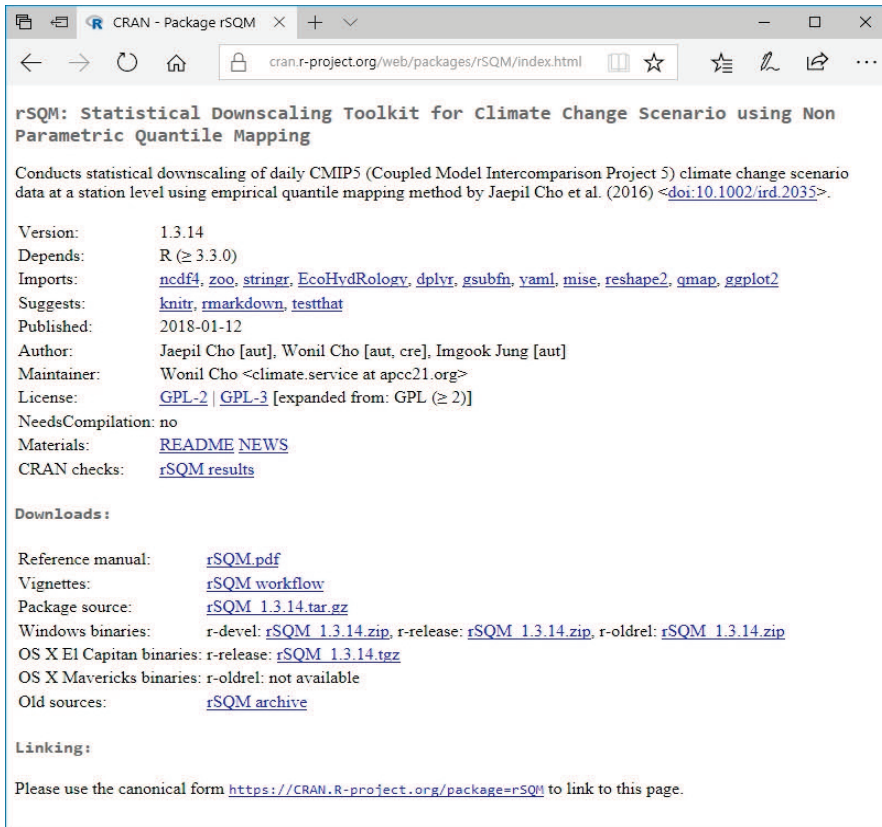 CRAN - Package rSQM
cran.r-project.org/web/packages/rSQM/index.html
rSQM: Statistical Downscaling Toolkit for Climate Change Scenario using Non
Parametric Quantile Mapping
Conducts statistical downscaling of daily CMIP5 (Coupled Model Intercomparison Project 5) climate change scenario
data at a station level using empirical quantile mapping method by Jaepil Cho et al. (2016) <doi:10.1002/ird.2035>.
Version: 1.3.14
Depends: R (≥ 3.3.0)
Imports: ncdf4, zoo, stringr, EcoHydRology, dplyr, gsubfn, yaml, mise, reshape2, qmap, ggplot2
Suggests: knitr, rmarkdown, testthat
Published: 2018-01-12
Author: Jaepil Cho [aut], Wonil Cho [aut, cre], Imgook Jung [aut]
Maintainer: Wonil Cho <climate.service at apcc21.org>
License: GPL-2 | GPL-3 [expanded from: GPL (≥ 2)]
NeedsCompilation: no
Materials: README NEWS
CRAN checks: rSQM results
Downloads:
Reference manual: rSQM.pdf
Vignettes: rSQM workflow
Package source: rSQM_1.3.14.tar.gz
Windows binaries: r-devel: rSQM_1.3.14.zip, r-release: rSQM_1.3.14.zip, r-oldrel: rSQM_1.3.14.zip
OS X El Capitan binaries: r-release: rSQM_1.3.14.tgz
OS X Mavericks binaries: r-oldrel: not available
Old sources: rSQM archive
Linking:
Please use the canonical form https://CRAN.R-project.org/package=rSQM to link to this page.